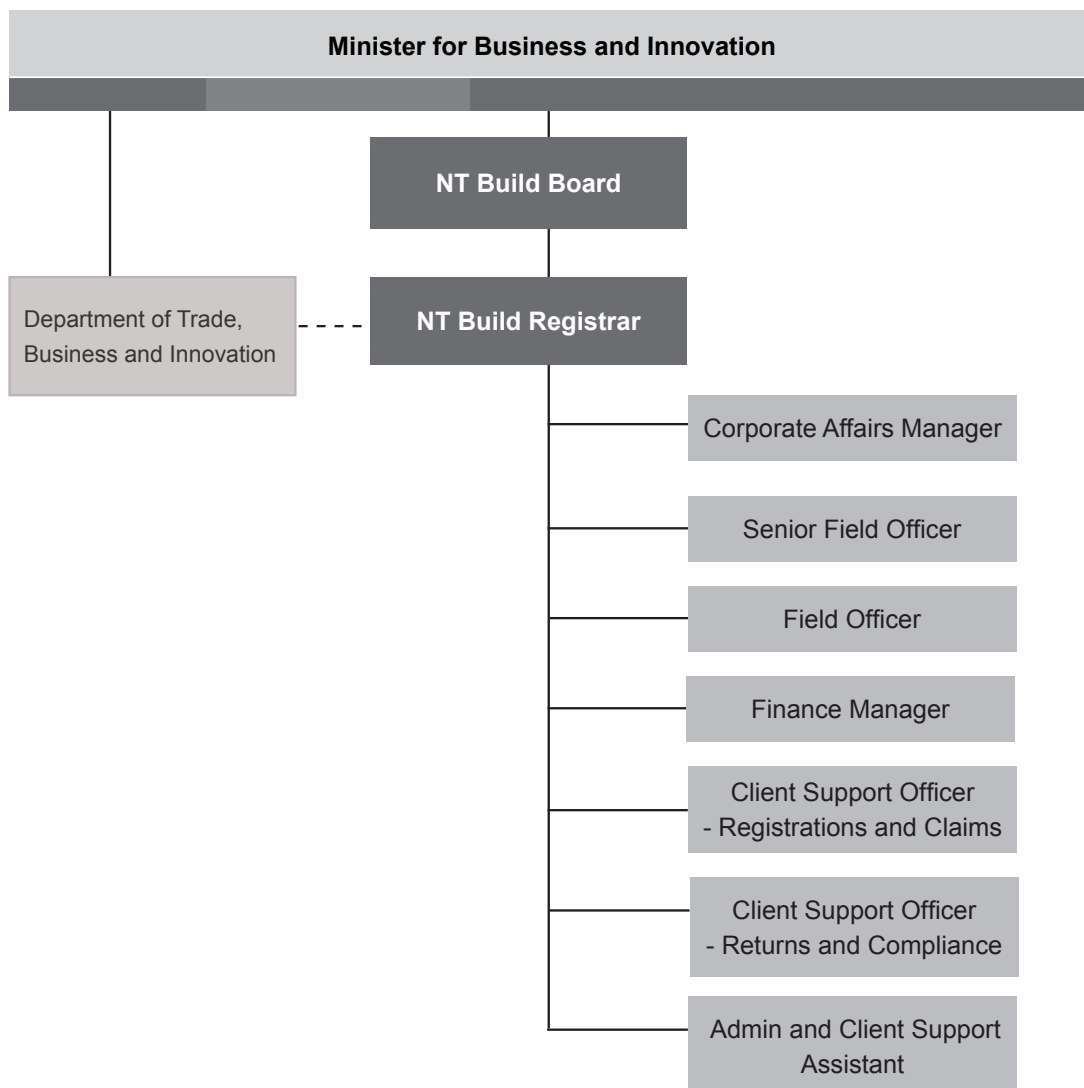 Minister for Business and Innovation
NT Build Board
Department of Trade,
Business and Innovation
NT Build Registrar
Corporate Affairs Manager
Senior Field Officer
Field Officer
Finance Manager
Client Support Officer
- Registrations and Claims
Client Support Officer
- Returns and Compliance
Admin and Client Support
Assistant